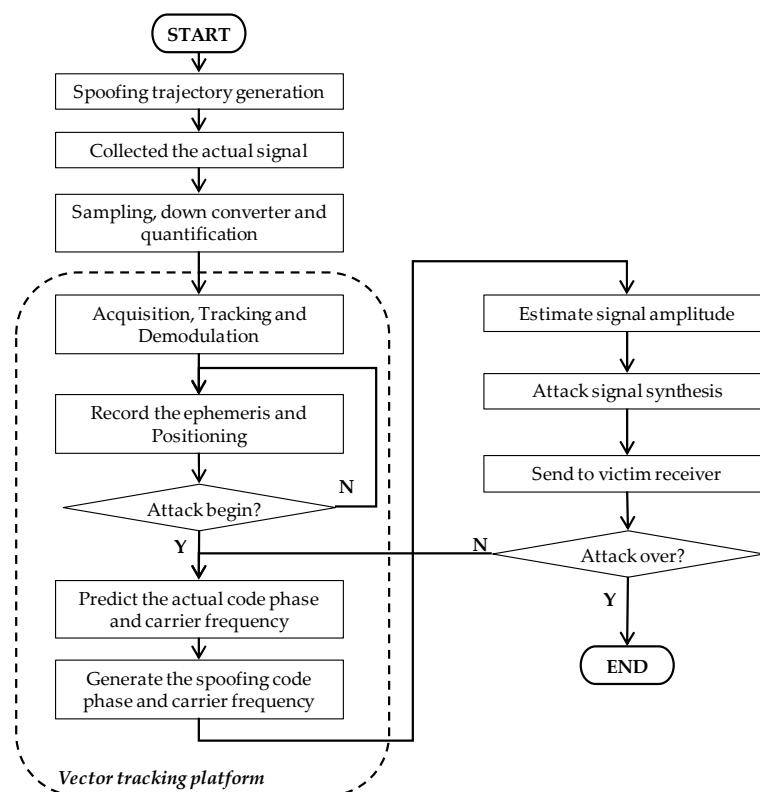 START
Spoofing trajectory generation
Collected the actual signal
Sampling, down converter and
quantification
Acquisition, Tracking and
Demodulation
Record the ephemeris and
Positioning
Attack begin?
N
Y
Predict the actual code phase
and carrier frequency
Generate the spoofing code
phase and carrier frequency
Vector tracking platform
Estimate signal amplitude
Attack signal synthesis
Send to victim receiver
Attack over?
N
Y
END